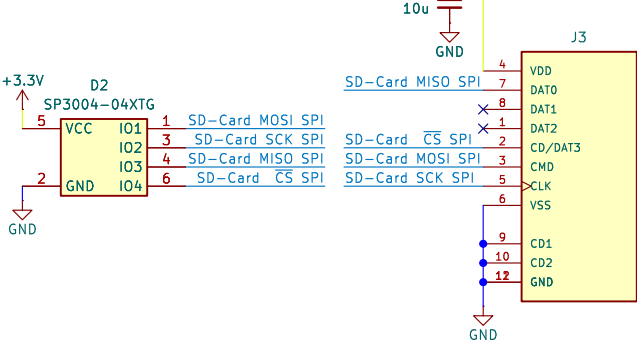 10u
GND
J3
+3.3V
D2
SP3004-04XTG
5 VCC IO1 1 SD-Card MOSI SPI
IO2 3 SD-Card SCK SPI
IO3 4 SD-Card MISO SPI
2 GND IO4 6 SD-Card CS SPI
GND
4 VDD
SD-Card MISO SPI 7 DAT0
8 DAT1
1 DAT2
SD-Card CS SPI 2 CD/DAT3
SD-Card MOSI SPI 3 CMD
SD-Card SCK SPI 5 CLK
6 VSS
9 CD1
10 CD2
GND
GND